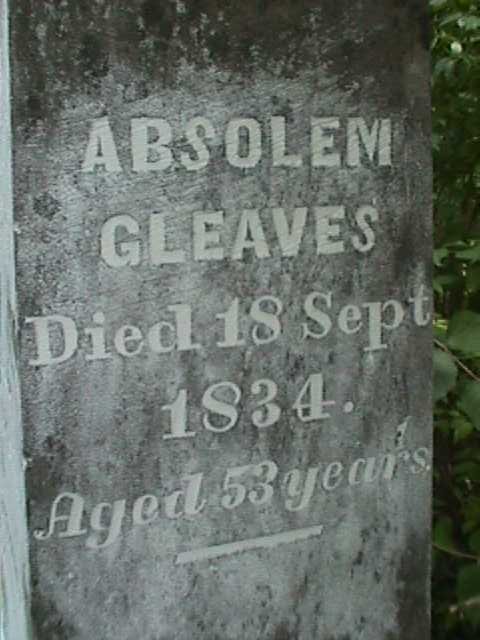 ABSOLEM
GLEAVES
Died 18 Sept
1834.
Aged 53 years,